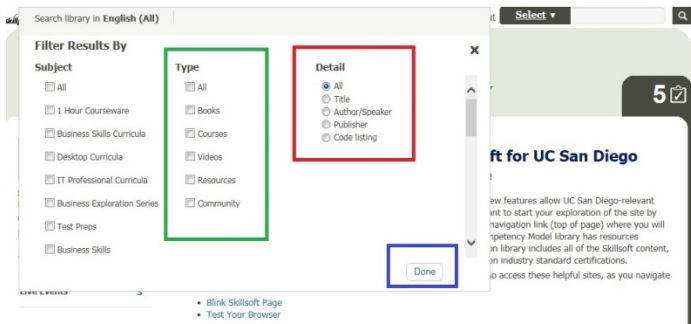 Search library in English (All)
Select ▾
Filter Results By
Subject
All
1 Hour Courseware
Business Skills Curricula
Desktop Curricula
IT Professional Curricula
Business Exploration Series
Test Preps
Business Skills
Type
All
Books
Courses
Videos
Resources
Community
Detail
All
Title
Author/Speaker
Publisher
Code listing
Done
5
ft for UC San Diego
ew features allow UC San Diego-relevant
nt to start your exploration of the site by
navigation link (top of page) where you will
mpetency Model library has resources
on library includes all of the Skillsoft content,
on industry standard certifications.
so access these helpful sites, as you navigate
Live Events 3
• Blink Skillsoft Page
• Test Your Browser